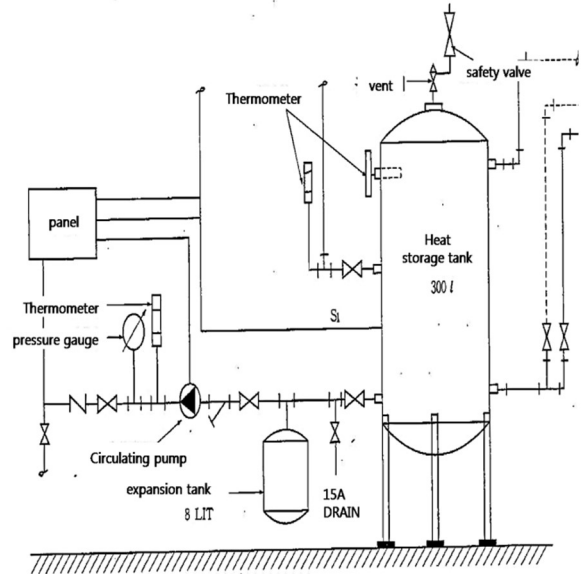 safety valve
vent
Thermometer
panel
Heat
storage tank
300 l
Thermometer
pressure gauge
S1
Circulating pump
expansion tank
8 LIT
15A
DRAIN